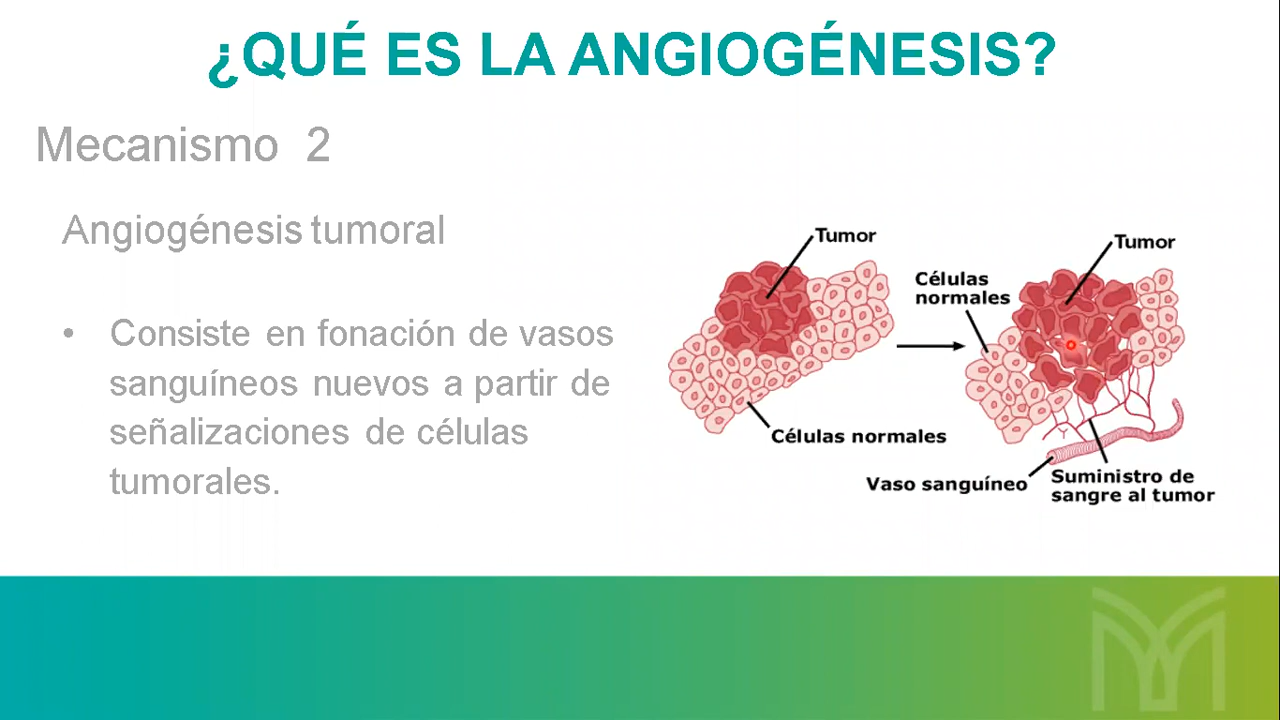 ¿QUÉ ES LA ANGIOGÉNESIS?
Mecanismo 2
Angiogénesis tumoral
• Consiste en fonación de vasos
sanguíneos nuevos a partir de
señalizaciones de células
tumorales.
Tumor
Células normales
Tumor
Células
normales
Vaso sanguíneo
Suministro de
sangre al tumor